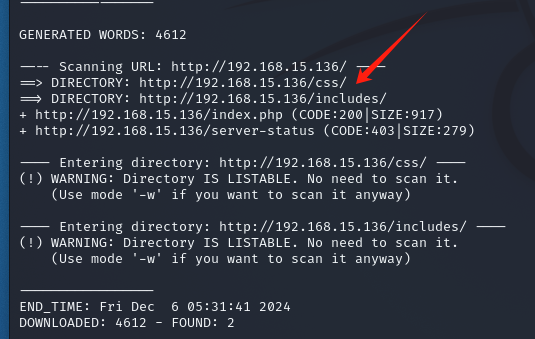 GENERATED WORDS: 4612
---- Scanning URL: http://192.168.15.136/ ----
==> DIRECTORY: http://192.168.15.136/css/
==> DIRECTORY: http://192.168.15.136/includes/
+ http://192.168.15.136/index.php (CODE:200|SIZE:917)
+ http://192.168.15.136/server-status (CODE:403|SIZE:279)
---- Entering directory: http://192.168.15.136/css/ ----
(!) WARNING: Directory IS LISTABLE. No need to scan it.
(Use mode '-w' if you want to scan it anyway)
---- Entering directory: http://192.168.15.136/includes/ ----
(!) WARNING: Directory IS LISTABLE. No need to scan it.
(Use mode '-w' if you want to scan it anyway)
-----------------
END_TIME: Fri Dec  6 05:31:41 2024
DOWNLOADED: 4612 - FOUND: 2